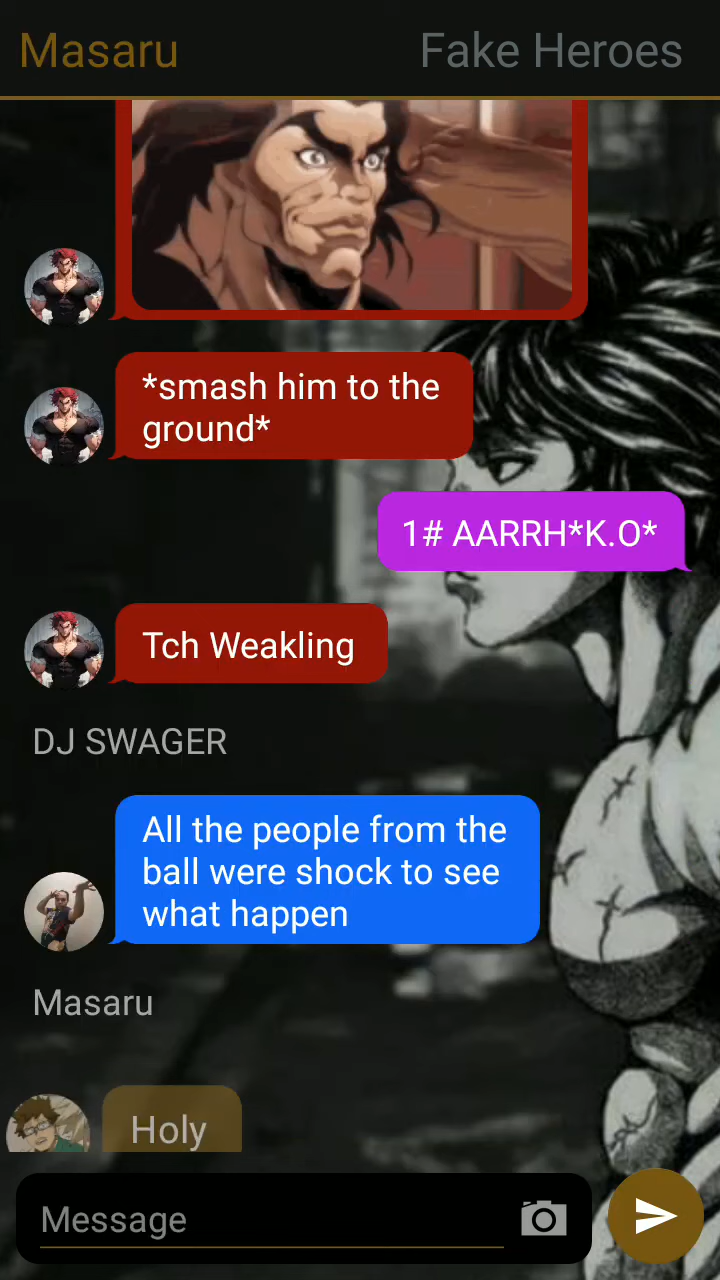 Masaru
Fake Heroes
*smash him to the
ground*
1# AARRH*K.O*
Tch Weakling
DJ SWAGER
All the people from the
ball were shock to see
what happen
Masaru
Holy
Message